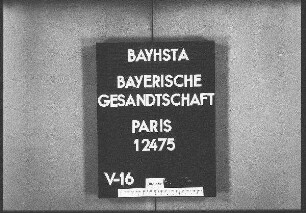 BAYHSTA
BAYERISCHE
GESANDTSCHAFT
PARIS
12475
V-16